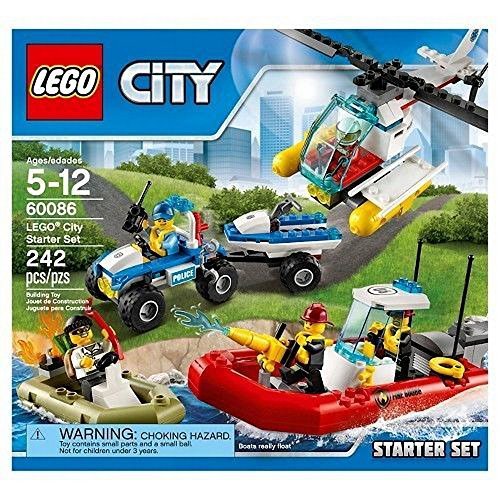 LEGO
CITY
Ages/edades
5-12
60086
LEGO® City
Starter Set
242
pcs/pzs
Building Toy
Jouet de Construction
Juguete para Construir
POLICE
FIRE GUARD
WARNING: CHOKING HAZARD.
Toy contains small parts and a small ball.
Not for children under 3 years.
Boats really float
STARTER SET